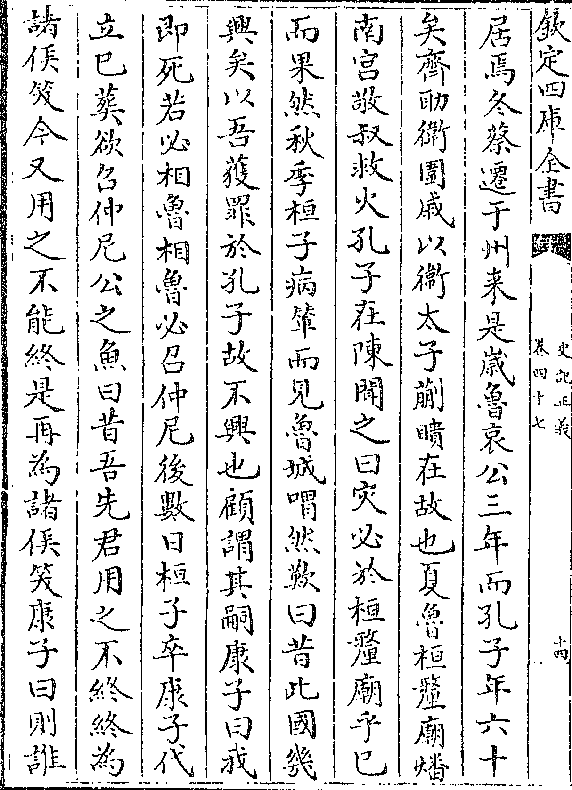 欽定四庫全書
史記正義
卷四十七
十四
居焉冬蔡遷于州来是歳魯哀公三年而孔子年六十
矣齊助衛圍戚以衛太子蒯聵在故也夏魯桓釐廟燔
南宫敬叔救火孔子在陳聞之曰灾必於桓釐廟乎已
而果然秋季桓子病輦而見魯城喟然歎曰昔此國幾
興矣以吾獲罪於孔子故不興也顧謂其嗣康子曰我
即死若必相魯相魯必召仲尼後數日桓子卒康子代
立已葬欲召仲尼公之魚曰昔吾先君用之不終終為
諸侯笑今又用之不能終是再為諸侯笑康子曰則誰